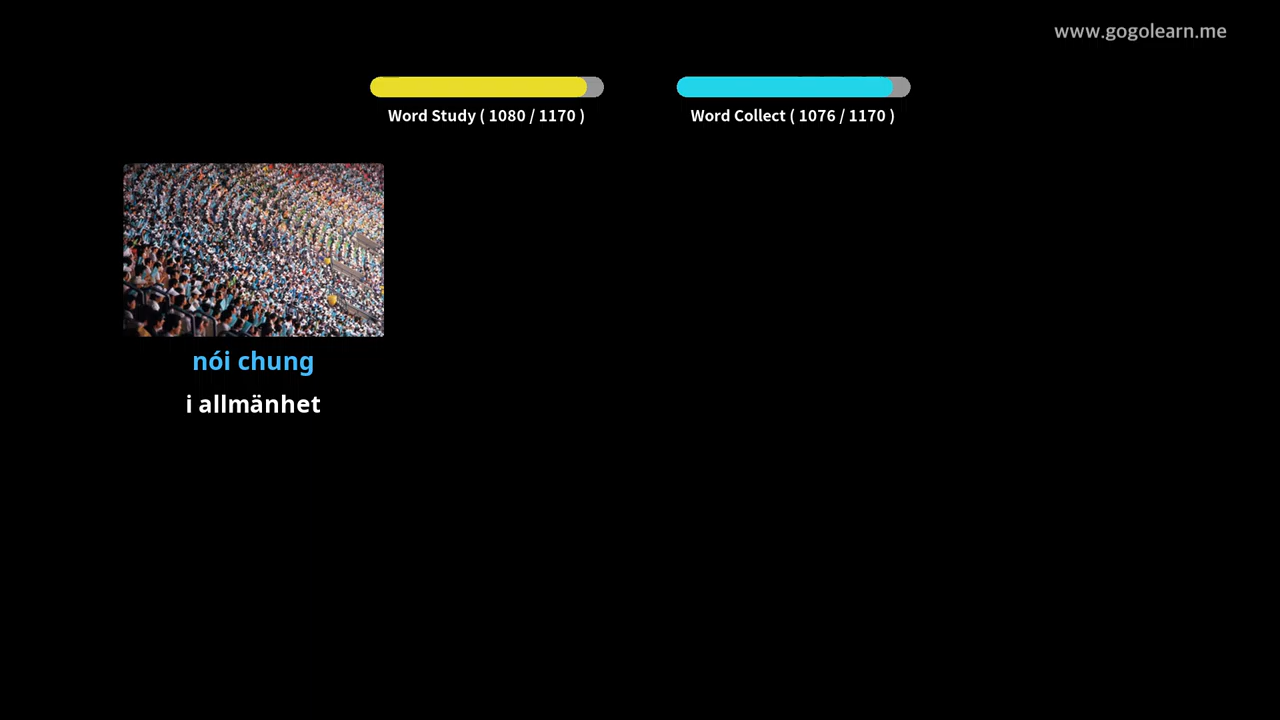 www.gogolearn.me
Word Study ( 1080 / 1170 )
Word Collect ( 1076 / 1170 )
nói chung
i allmänhet